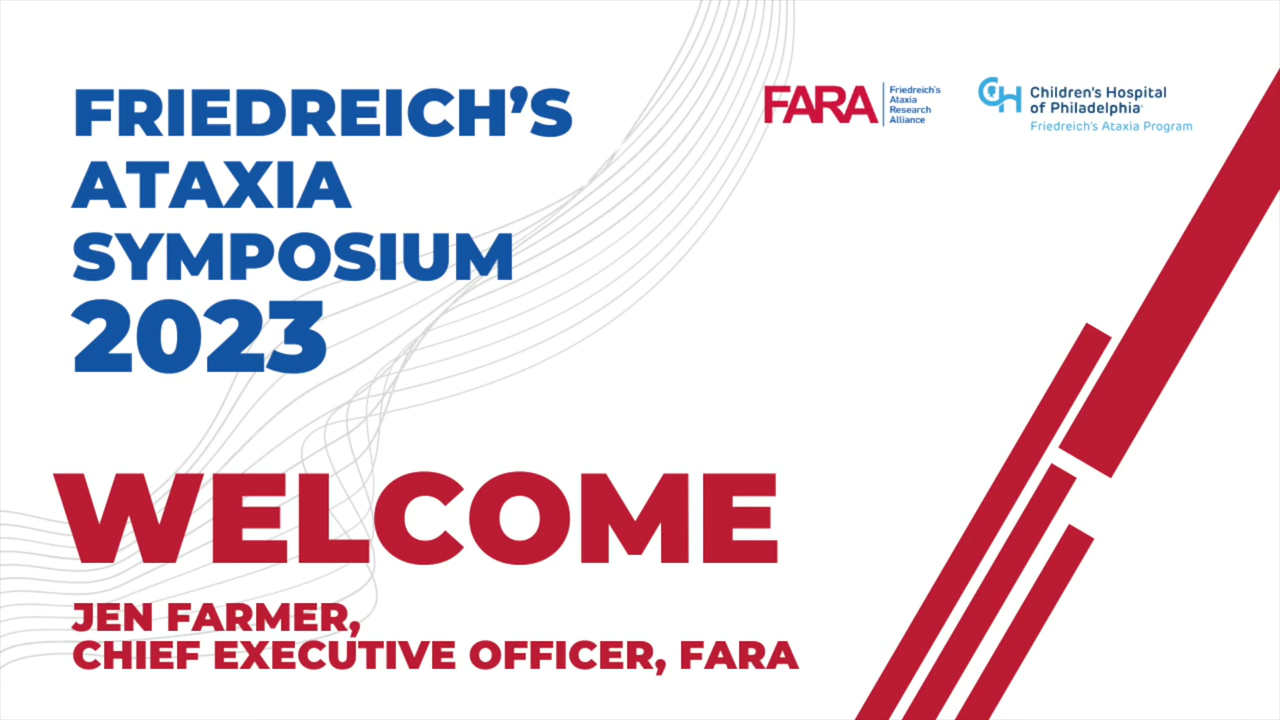 FRIEDREICH'S
ATAXIA
SYMPOSIUM
2023
FARA
Friedreich's
Ataxia
Research
Alliance
CH
Children's Hospital
of Philadelphia
Friedreich's Ataxia Program
WELCOME
JEN FARMER,
CHIEF EXECUTIVE OFFICER, FARA